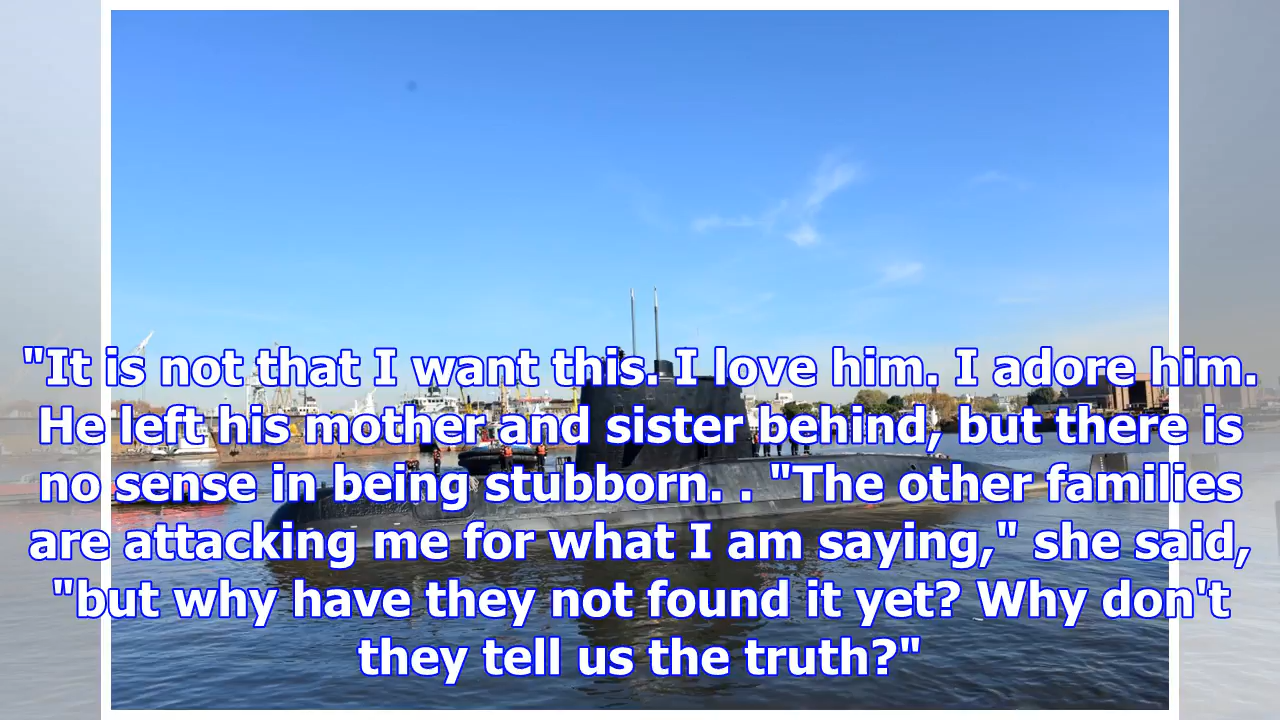 "It is not that I want this. I love him. I adore him.
He left his mother and sister behind, but there is
no sense in being stubborn. . "The other families
are attacking me for what I am saying," she said,
"but why have they not found it yet? Why don't
they tell us the truth?"